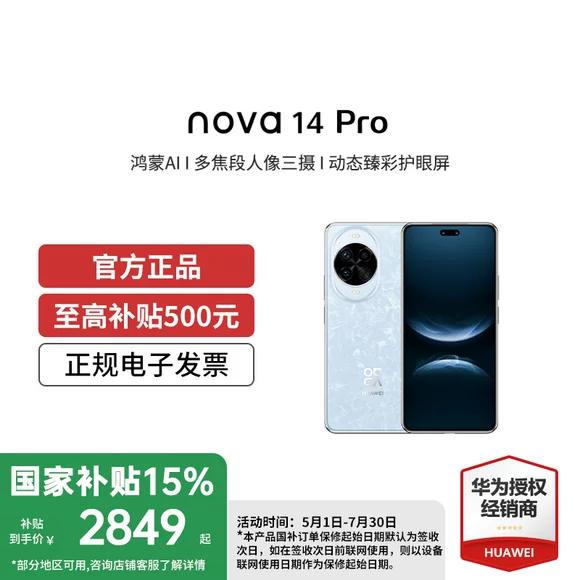 nova 14 Pro
鸿蒙AI I 多焦段人像三摄 I 动态臻彩护眼屏
官方正品
至高补贴500元
正规电子发票
HUAWEI
国家补贴15%
补贴
到手价¥ 2849 起
*部分地区可用,咨询店铺客服了解详情
活动时间：5月1日-7月30日
*本产品国补订单保修起始日期默认为签收
次日，如在签收次日前联网使用，则以设备
联网使用日期作为保修起始日期。
华为授权
经销商
HUAWEI